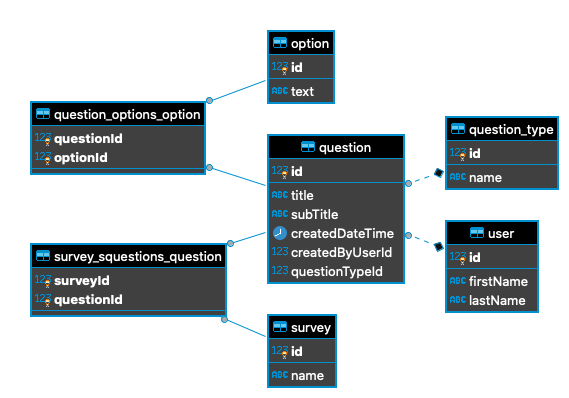 option
123 id
ABC text
question_options_option
123 questionId
123 optionId
question
123 id
ABC title
ABC subTitle
createdDateTime
123 createdByUserId
123 questionTypeId
question_type
123 id
ABC name
user
123 id
ABC firstName
ABC lastName
survey_squestions_question
123 surveyId
123 questionId
survey
123 id
ABC name